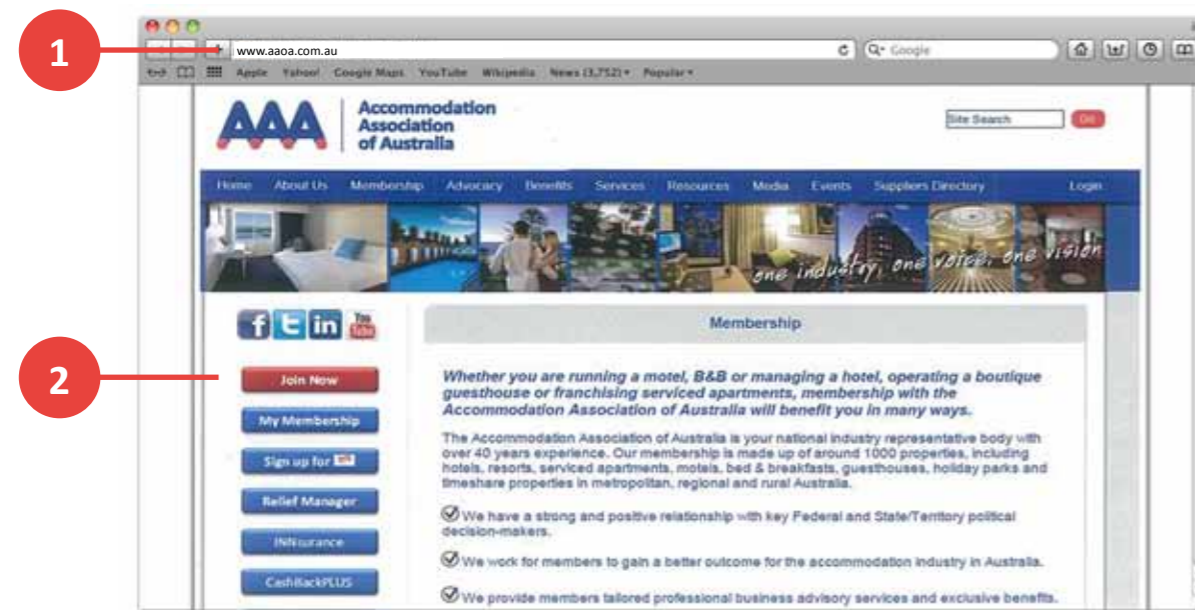 1
www.aaoa.com.au
Google
Apple Yahoo! Google Maps YouTube Wikipedia News (3,752) Popular
AAA
Accommodation
Association
of Australia
Site Search
Go
Home About Us Membership Advocacy Benefits Services Resources Media Events Suppliers Directory Login
one industry, one voice, one vision
f t in You Tube
Membership
2
Join Now
My Membership
Sign up for
Relief Manager
INNsurance
CashBackPLUS
Whether you are running a motel, B&B or managing a hotel, operating a boutique
guesthouse or franchising serviced apartments, membership with the
Accommodation Association of Australia will benefit you in many ways.
The Accommodation Association of Australia is your national industry representative body with
over 40 years experience. Our membership is made up of around 1000 properties, including
hotels, resorts, serviced apartments, motels, bed & breakfasts, guesthouses, holiday parks and
timeshare properties in metropolitan, regional and rural Australia.
We have a strong and positive relationship with key Federal and State/Territory political
decision-makers.
We work for members to gain a better outcome for the accommodation industry in Australia.
We provide members tailored professional business advisory services and exclusive benefits.